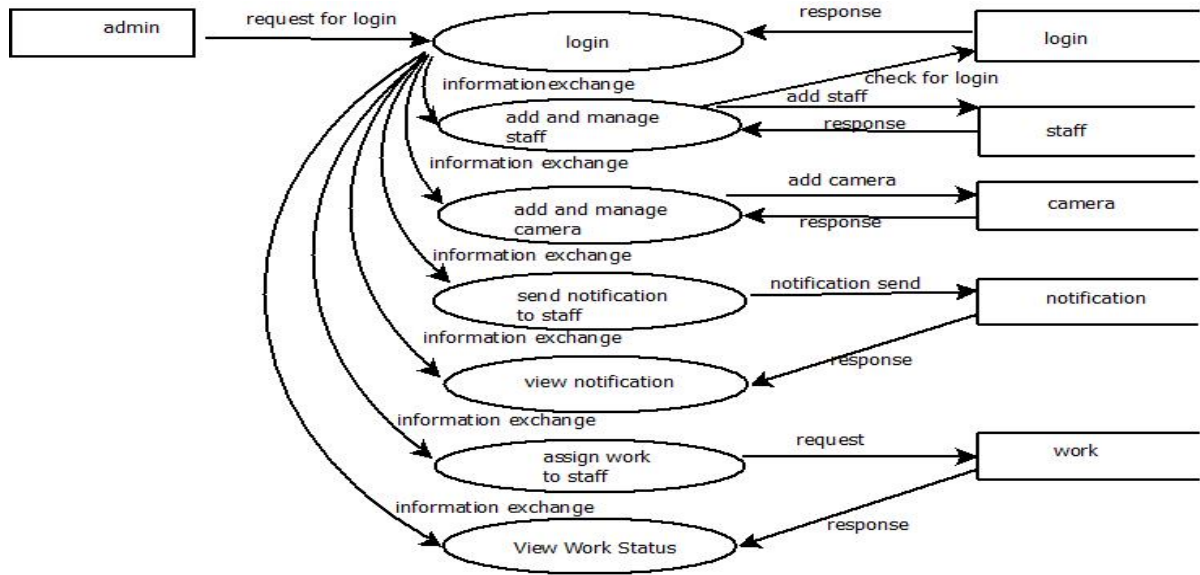 admin
request for login
login
response
login
check for login
informationexchange
add staff
add and manage
staff
response
staff
information exchange
add camera
add and manage
camera
response
camera
information exchange
notification send
send notification
to staff
notification
information exchange
response
view notification
information exchange
request
assign work
to staff
work
information exchange
response
View Work Status